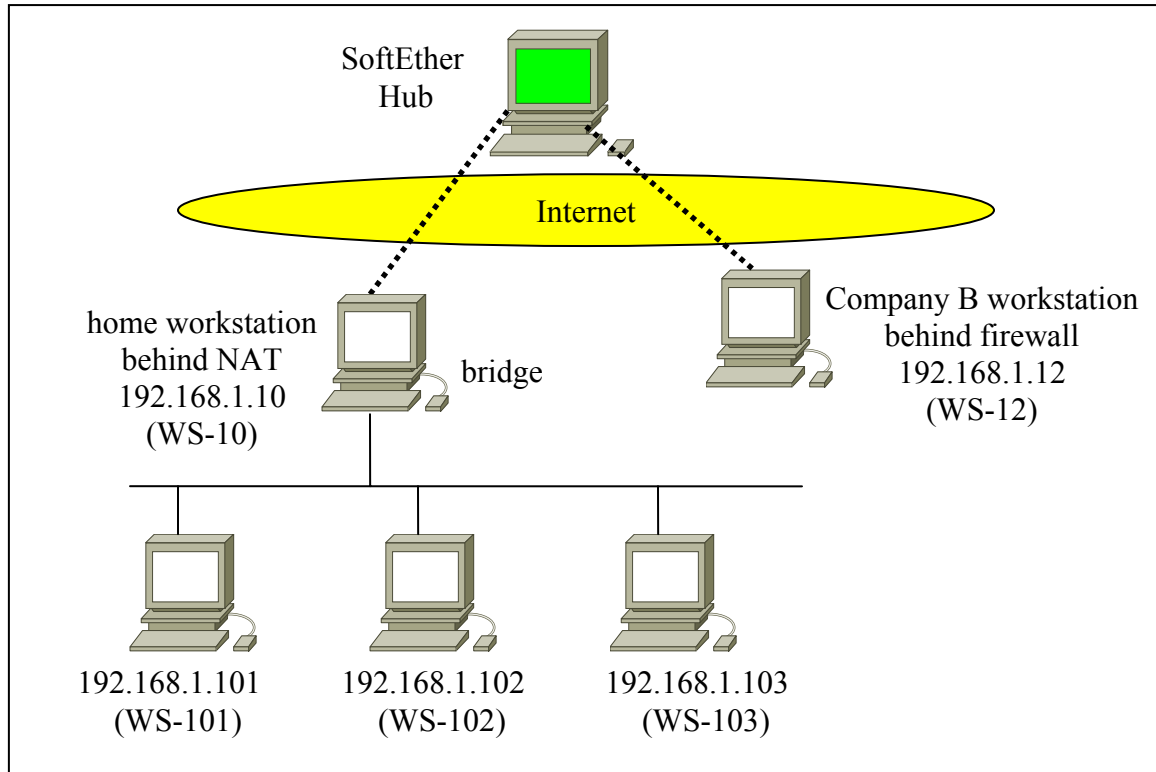 SoftEther
Hub
Internet
home workstation
behind NAT
192.168.1.10
(WS-10)
bridge
Company B workstation
behind firewall
192.168.1.12
(WS-12)
192.168.1.101
(WS-101)
192.168.1.102
(WS-102)
192.168.1.103
(WS-103)